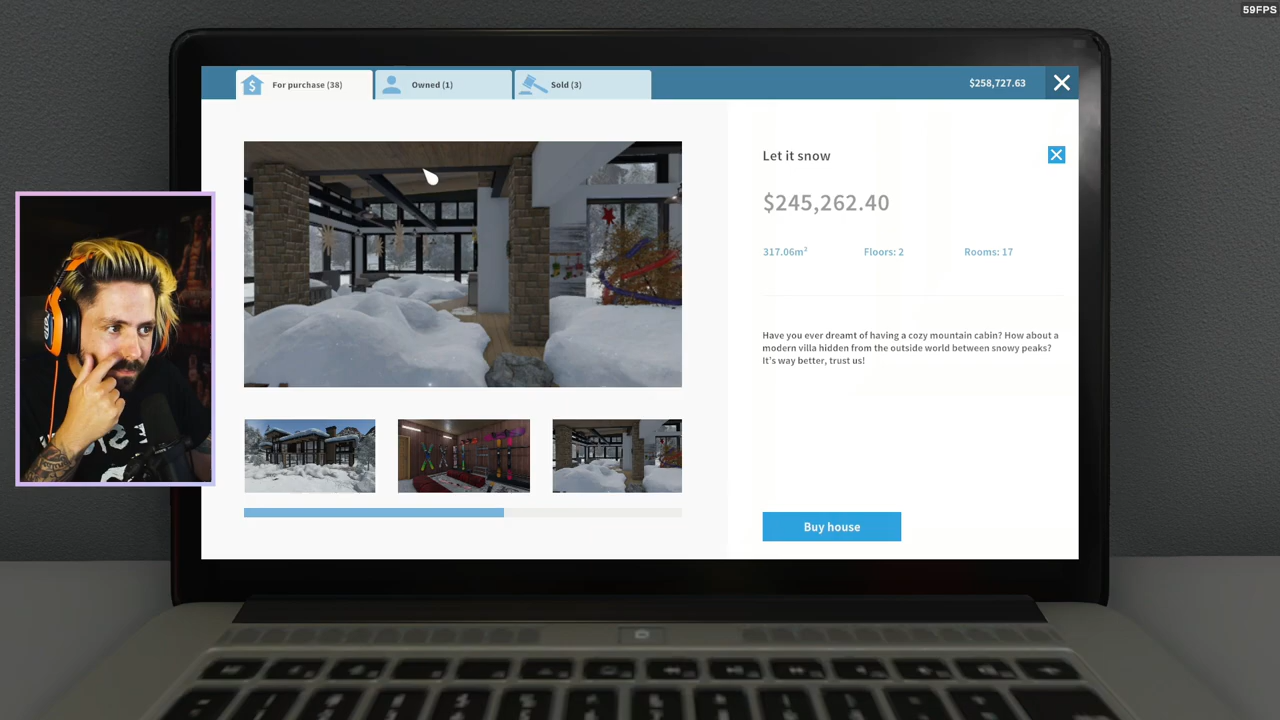 59FPS
For purchase (38)
Owned (1)
Sold (3)
$258,727.63
Let it snow
$245,262.40
317.06m²
Floors: 2
Rooms: 17
Have you ever dreamt of having a cozy mountain cabin? How about a
modern villa hidden from the outside world between snowy peaks?
It's way better, trust us!
Buy house